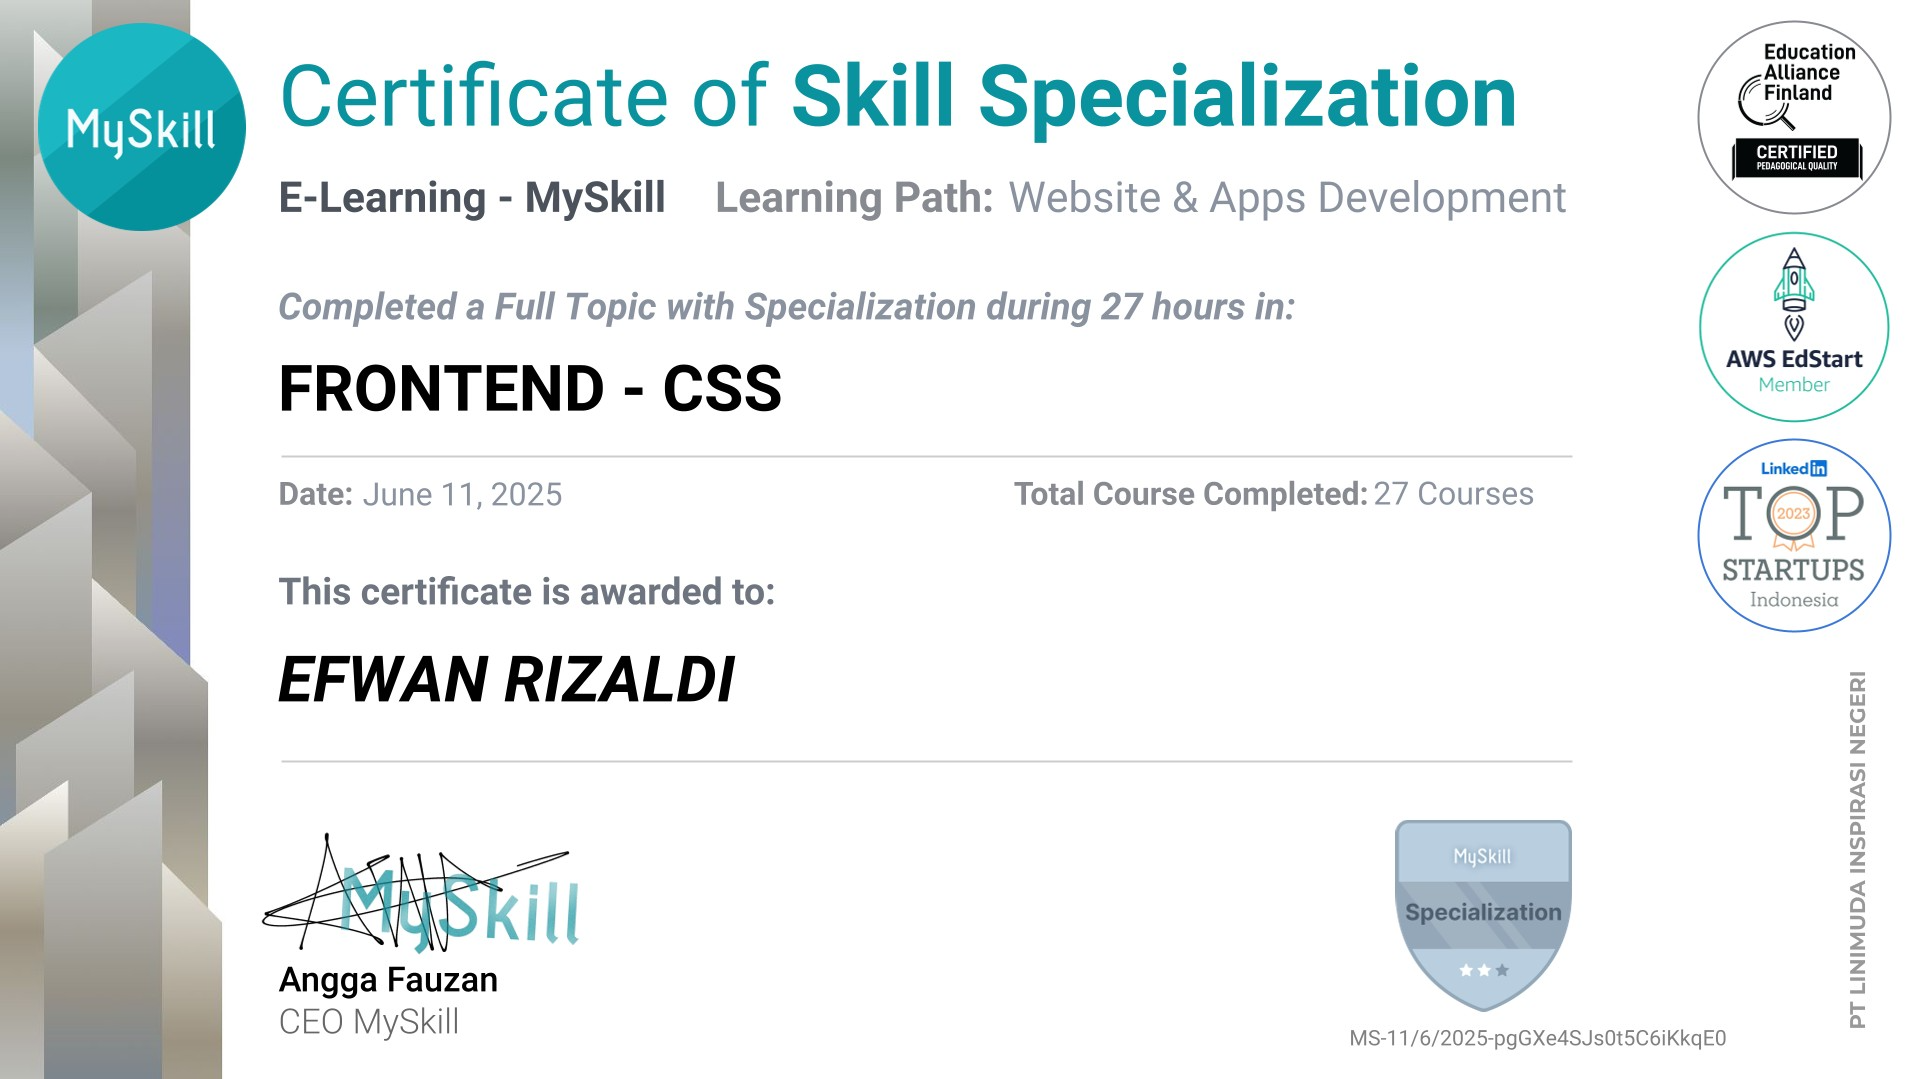 MySkill
Certificate of Skill Specialization
E-Learning - MySkill
Learning Path: Website & Apps Development
Completed a Full Topic with Specialization during 27 hours in:
FRONTEND - CSS
Date: June 11, 2025
Total Course Completed: 27 Courses
This certificate is awarded to:
EFWAN RIZALDI
MySkill
Angga Fauzan
CEO MySkill
MySkill
Specialization
MS-11/6/2025-pgGXe4SJs0t5C6iKkqE0
Education
Alliance
Finland
CERTIFIED
PEDAGOGICAL QUALITY
AWS EdStart
Member
Linked in
TOP
2023
STARTUPS
Indonesia
PT LINIMUDA INSPIRASI NEGERI